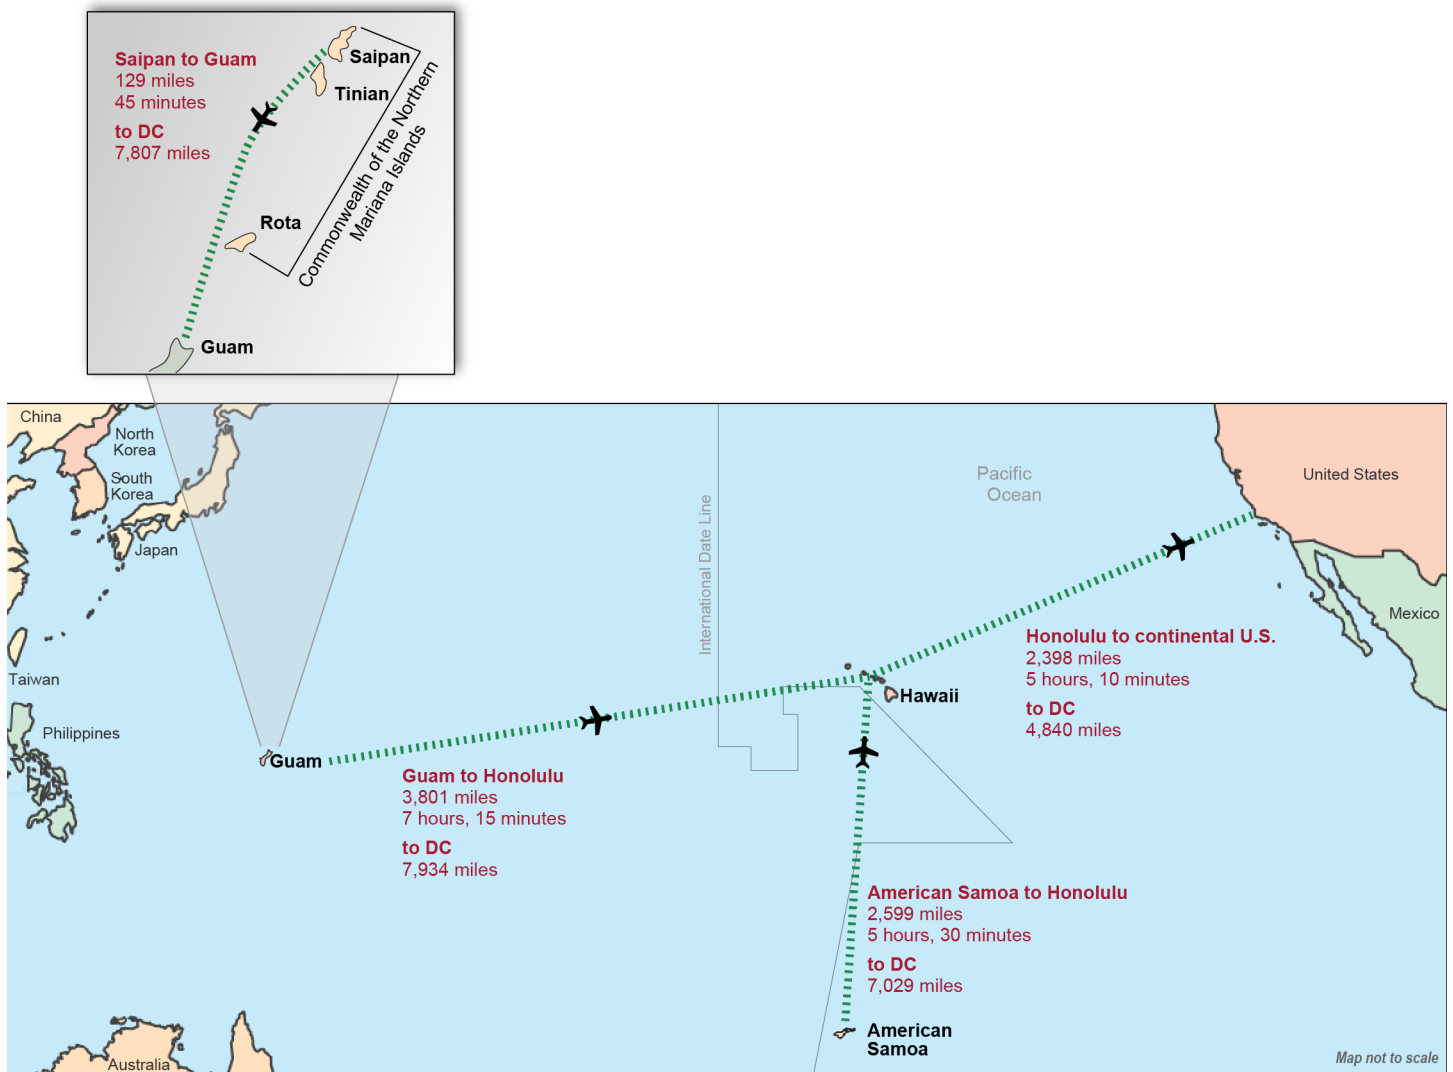 Saipan to Guam
129 miles
45 minutes
to DC
7,807 miles
Saipan
Tinian
Commonwealth of the Northern
Mariana Islands
Rota
Guam
China
North
Korea
South
Korea
Japan
Taiwan
Philippines
International Date Line
Pacific
Ocean
United States
Mexico
Honolulu to continental U.S.
2,398 miles
5 hours, 10 minutes
to DC
4,840 miles
Hawaii
Guam
Guam to Honolulu
3,801 miles
7 hours, 15 minutes
to DC
7,934 miles
American Samoa to Honolulu
2,599 miles
5 hours, 30 minutes
to DC
7,029 miles
American
Samoa
Australia
Map not to scale